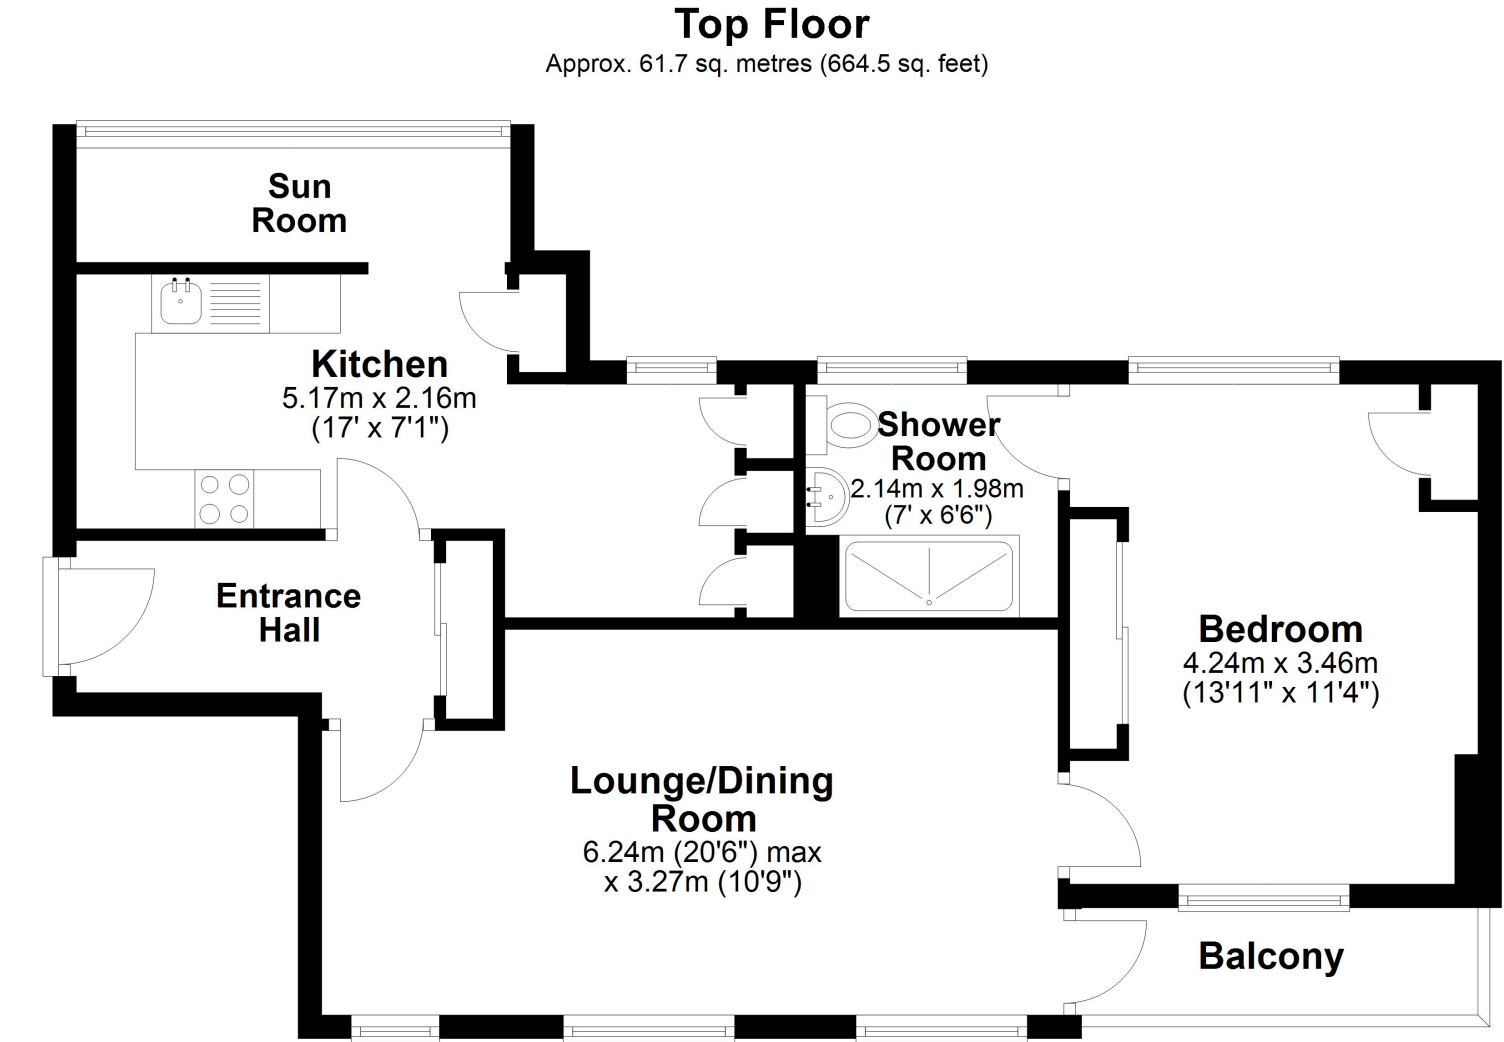 Top Floor
Approx. 61.7 sq. metres (664.5 sq. feet)
Sun
Room
Kitchen
5.17m x 2.16m
(17' x 7'1")
Shower
Room
2.14m x 1.98m
(7' x 6'6")
Entrance
Hall
Bedroom
4.24m x 3.46m
(13'11" x 11'4")
Lounge/Dining
Room
6.24m (20'6") max
x 3.27m (10'9")
Balcony